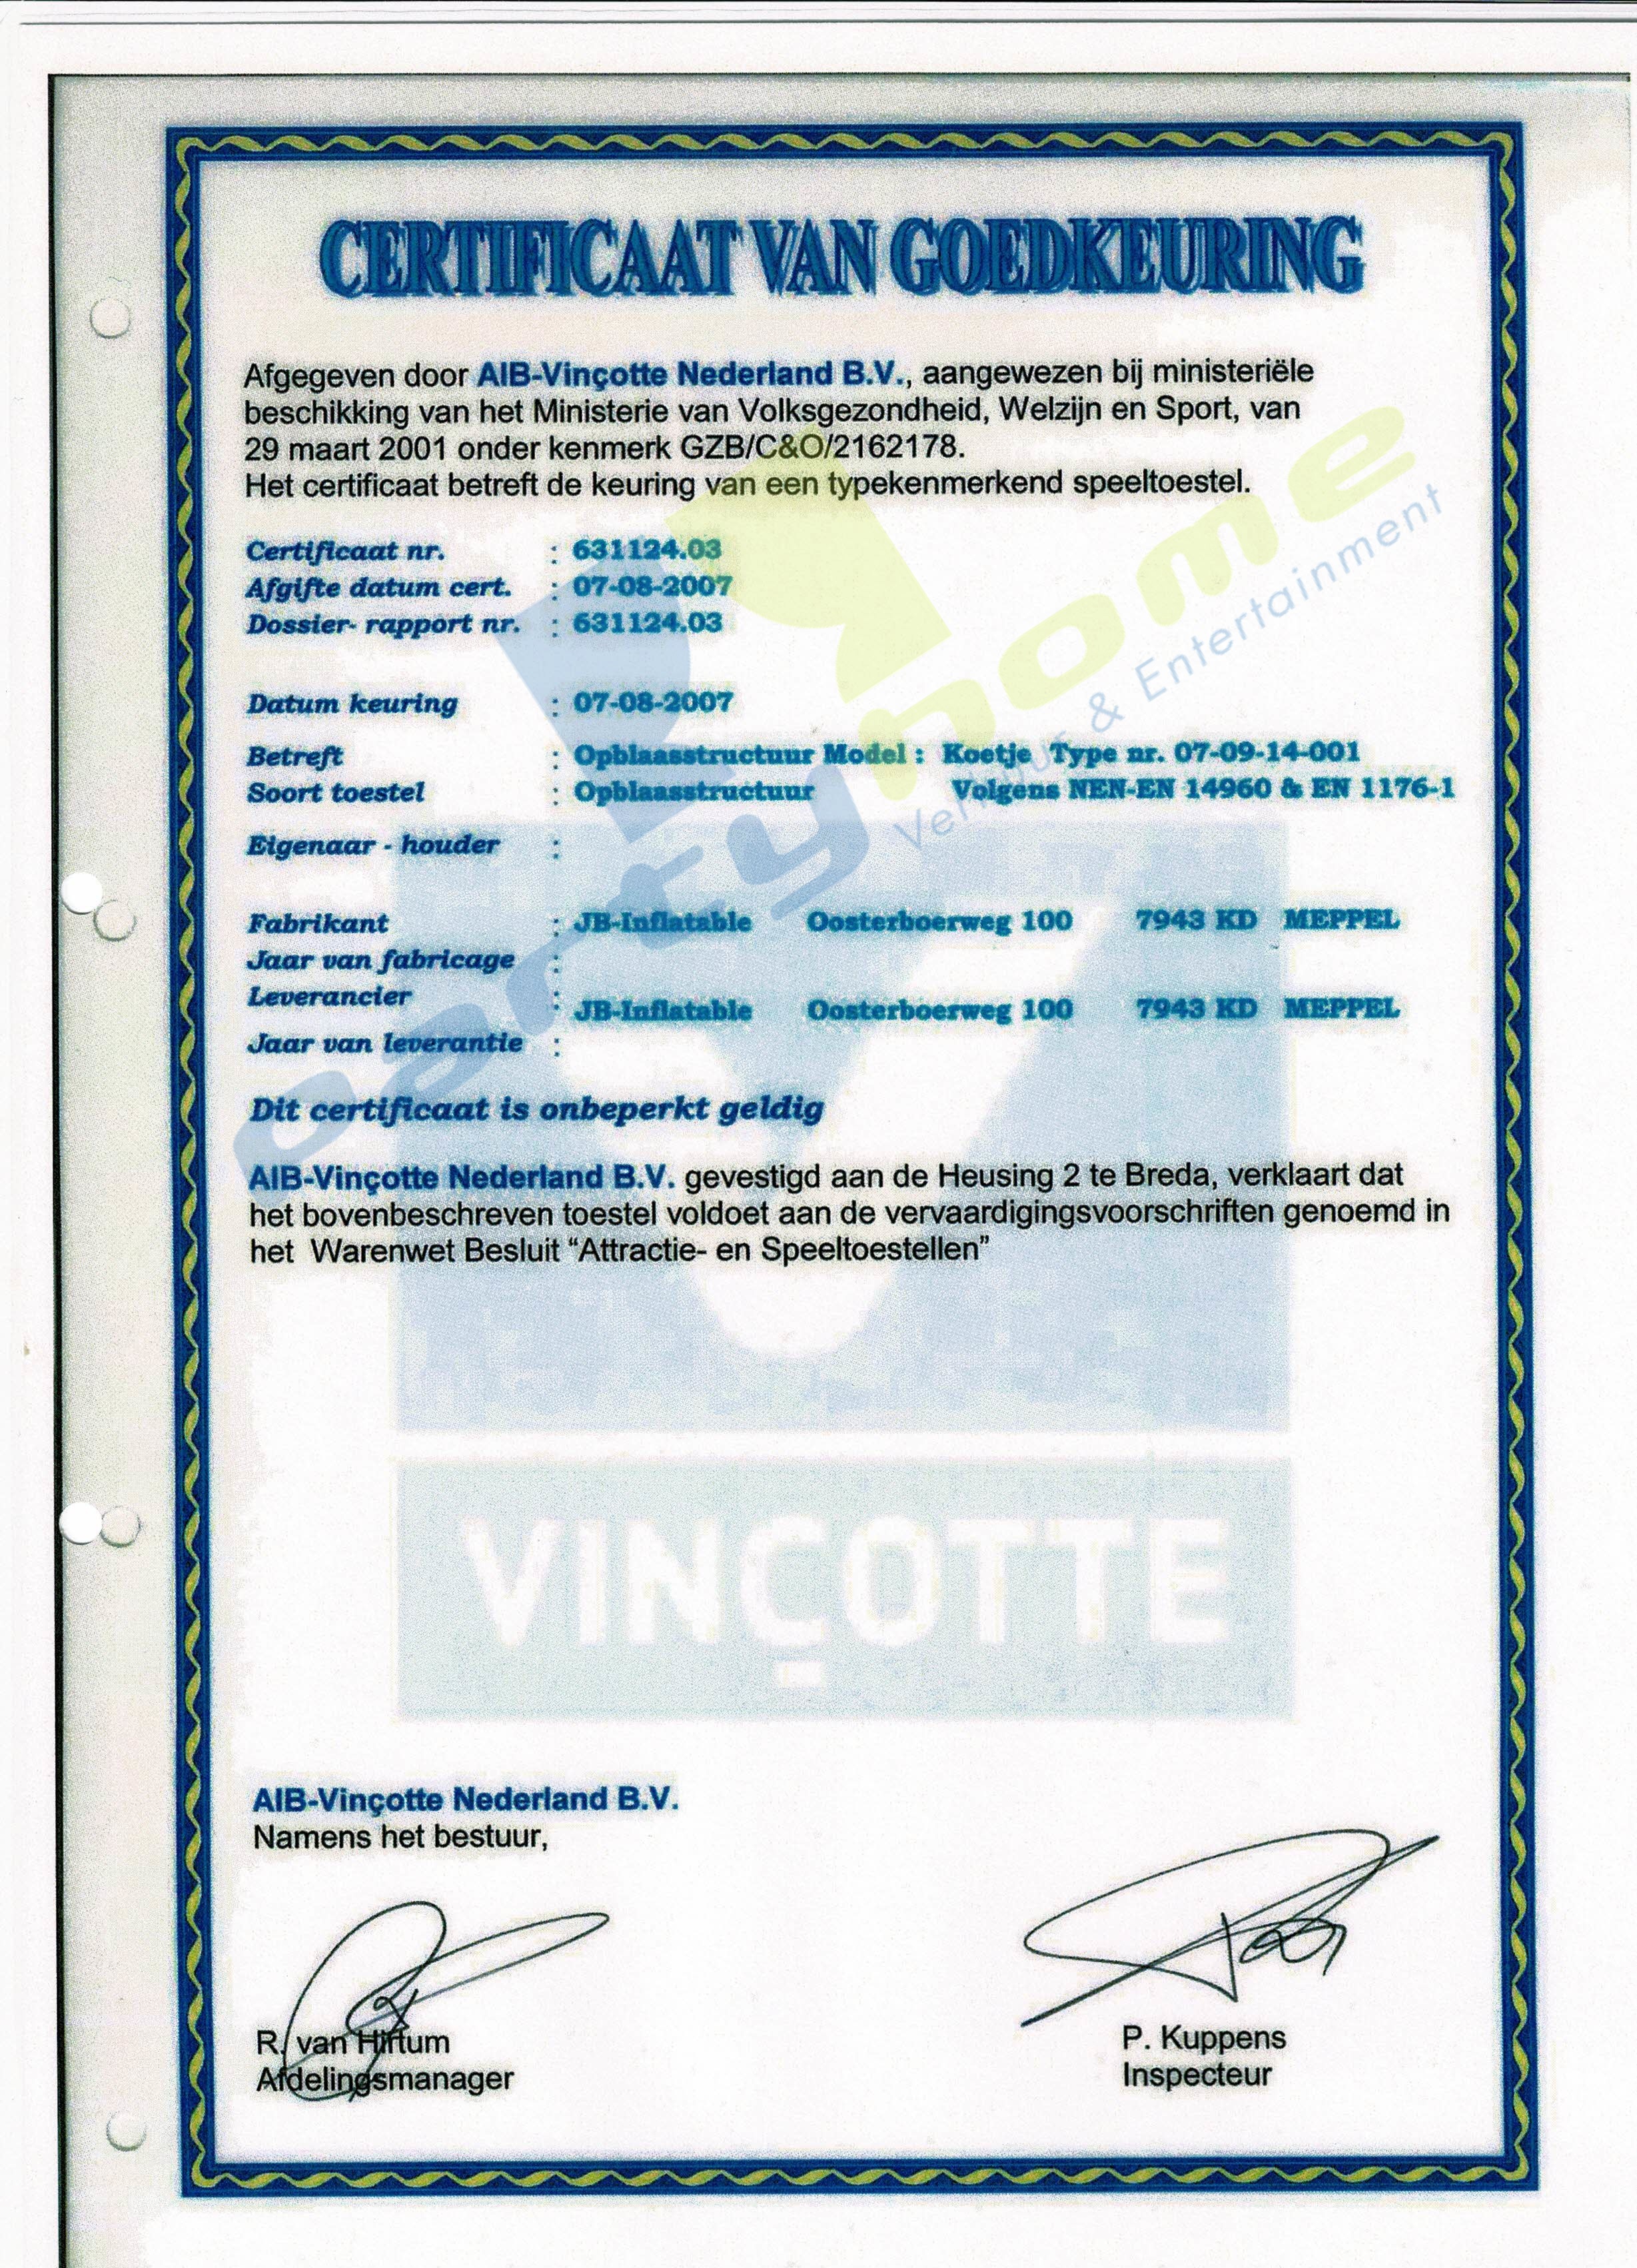 CERTIFICAAT VAN GOEDKEURING
Afgegeven door AIB-Vinçotte Nederland B.V., aangewezen bij ministeriële
beschikking van het Ministerie van Volksgezondheid, Welzijn en Sport, van
29 maart 2001 onder kenmerk GZB/C&O/2162178.
Het certificaat betreft de keuring van een typekenmerkend speeltoestel.
Certificaat nr. : 631124.03
Afgifte datum cert. : 07-08-2007
Dossier- rapport nr. : 631124.03
Datum keuring : 07-08-2007
Betreft : Opblaasstructuur Model : Koetje Type nr. 07-09-14-001
Soort toestel : Opblaasstructuur Volgens NEN-EN 14960 & EN 1176-1
Eigenaar - houder :
Fabrikant : JB-Inflatable Oosterboerweg 100 7943 KD MEPPEL
Jaar van fabricage :
Leverancier : JB-Inflatable Oosterboerweg 100 7943 KD MEPPEL
Jaar van leverantie :
Dit certificaat is onbeperkt geldig
AIB-Vinçotte Nederland B.V. gevestigd aan de Heusing 2 te Breda, verklaart dat
het bovenbeschreven toestel voldoet aan de vervaardigingsvoorschriften genoemd in
het Warenwet Besluit “Attractie- en Speeltoestellen”
partyhome
Verhuur & Entertainment
VINÇOTTE
AIB-Vinçotte Nederland B.V.
Namens het bestuur,
R. van Hirtum
Afdelingsmanager
P. Kuppens
Inspecteur